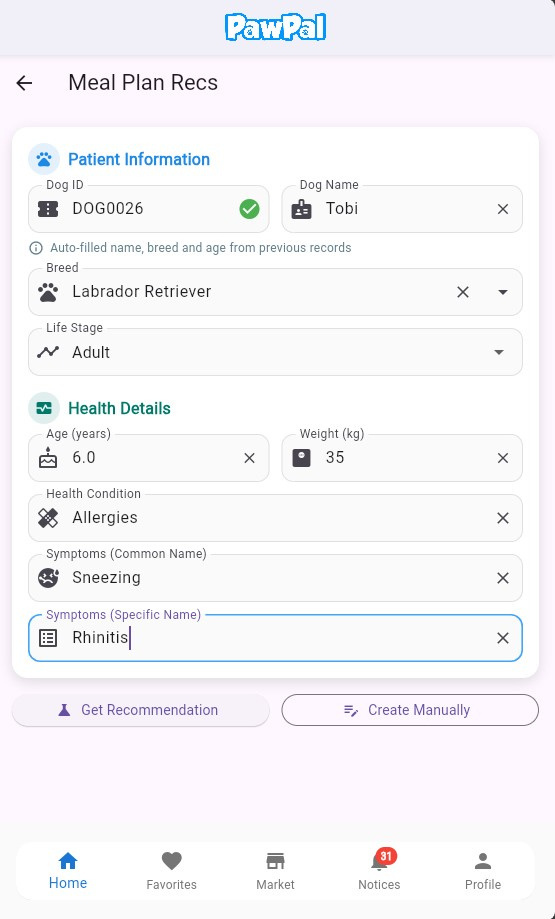 PawPal
Meal Plan Recs
Patient Information
Dog ID
DOG0026
Dog Name
Tobi
Auto-filled name, breed and age from previous records
Breed
Labrador Retriever
Life Stage
Adult
Health Details
Age (years)
6.0
Weight (kg)
35
Health Condition
Allergies
Symptoms (Common Name)
Sneezing
Symptoms (Specific Name)
Rhinitis
Get Recommendation
Create Manually
31
Home
Favorites
Market
Notices
Profile